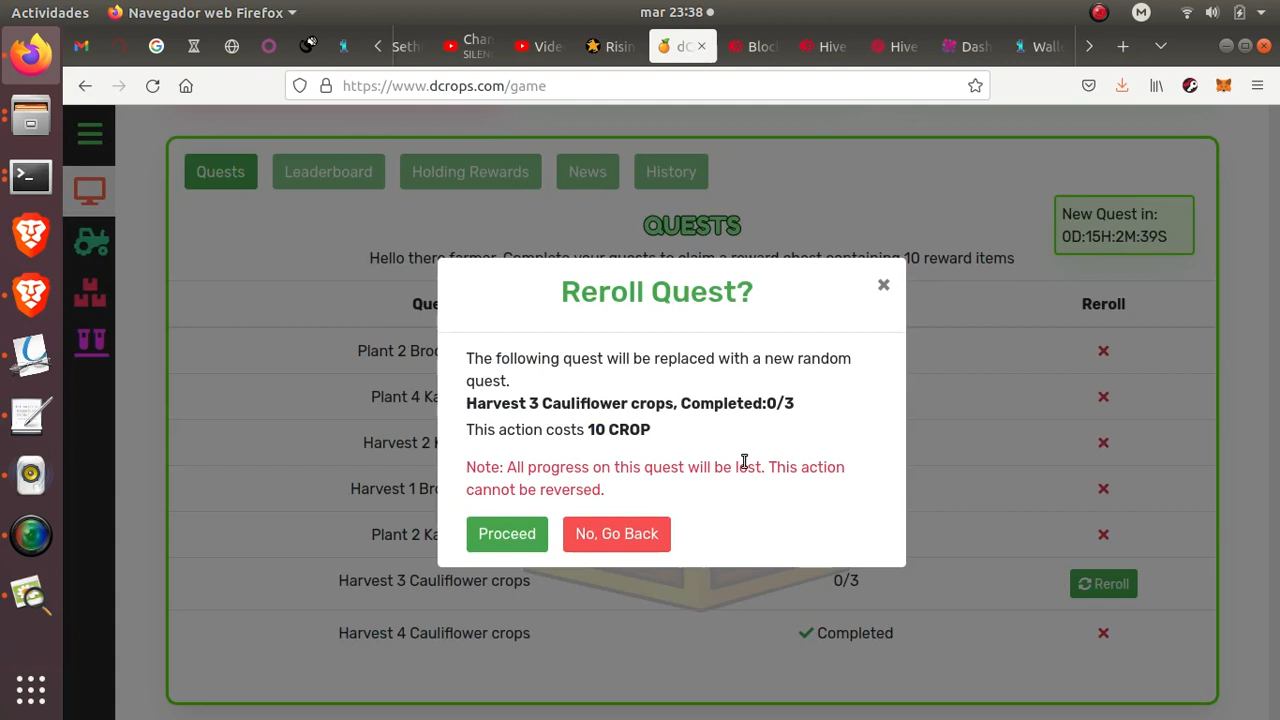 Actividades Navegador web Firefox mar 23:38
M Seth Chan SILEN Vide Risin dC Bloc Hive Hive Dash Walle
https://www.dcrops.com/game
Quests Leaderboard Holding Rewards News History
QUESTS
New Quest in:
0D:15H:2M:39S
Hello there farmer. Complete your quests to claim a reward chest containing 10 reward items
Reroll
Plant 2 Bro
Plant 4 Ka
Harvest 2 K
Harvest 1 Bro
Plant 2 Ka
Harvest 3 Cauliflower crops 0/3 Reroll
Harvest 4 Cauliflower crops Completed
Reroll Quest?
The following quest will be replaced with a new random
quest.
Harvest 3 Cauliflower crops, Completed:0/3
This action costs 10 CROP
Note: All progress on this quest will be lost. This action
cannot be reversed.
Proceed No, Go Back